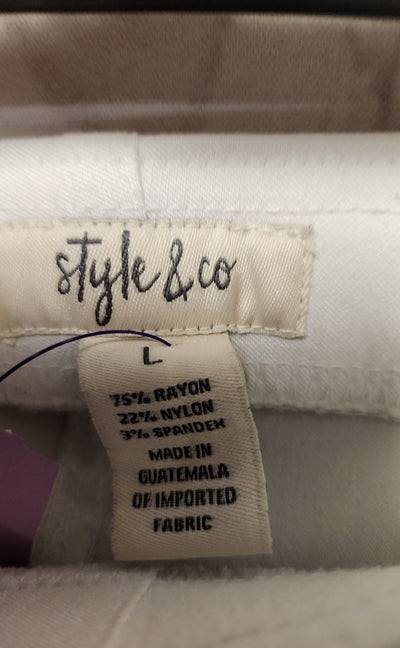 style & co
L
75% RAYON
22% NYLON
3% SPANDEX
MADE IN
GUATEMALA
OF IMPORTED
FABRIC